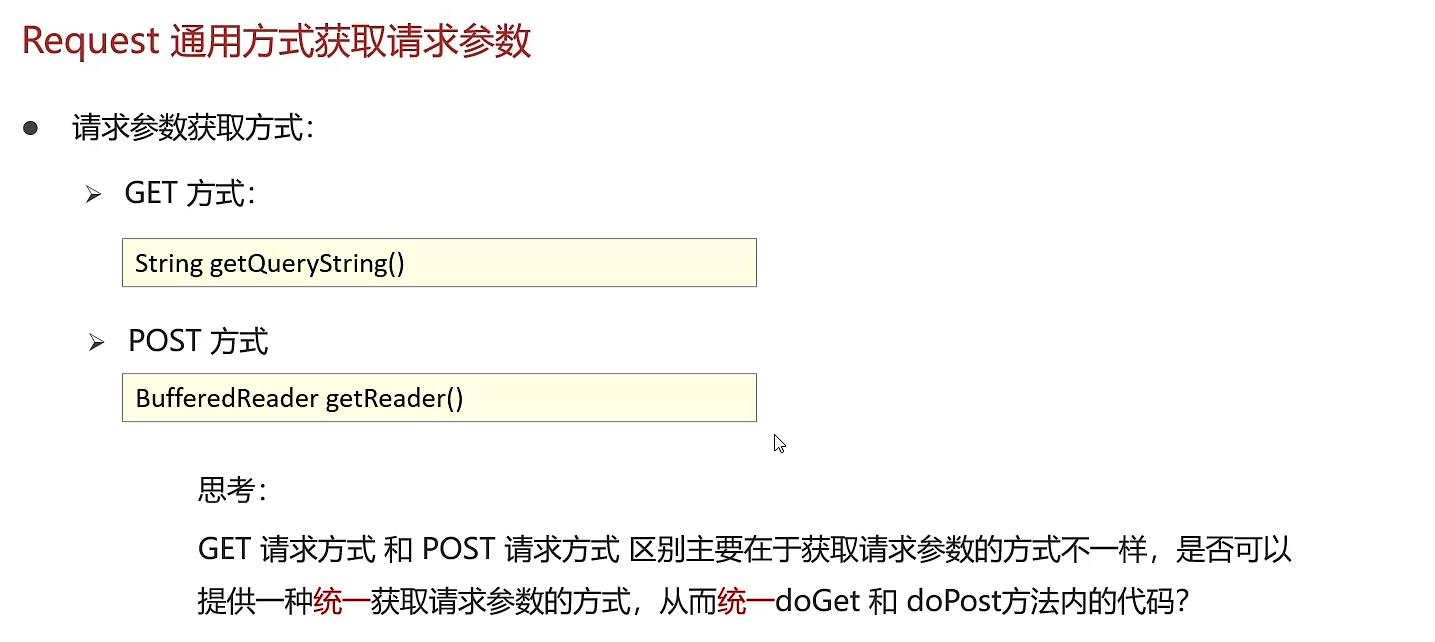 Request 通用方式获取请求参数
请求参数获取方式：
GET 方式：
String getQueryString()
POST 方式
BufferedReader getReader()
思考：
GET 请求方式 和 POST 请求方式 区别主要在于获取请求参数的方式不一样，是否可以
提供一种统一获取请求参数的方式，从而统一doGet 和 doPost方法内的代码？